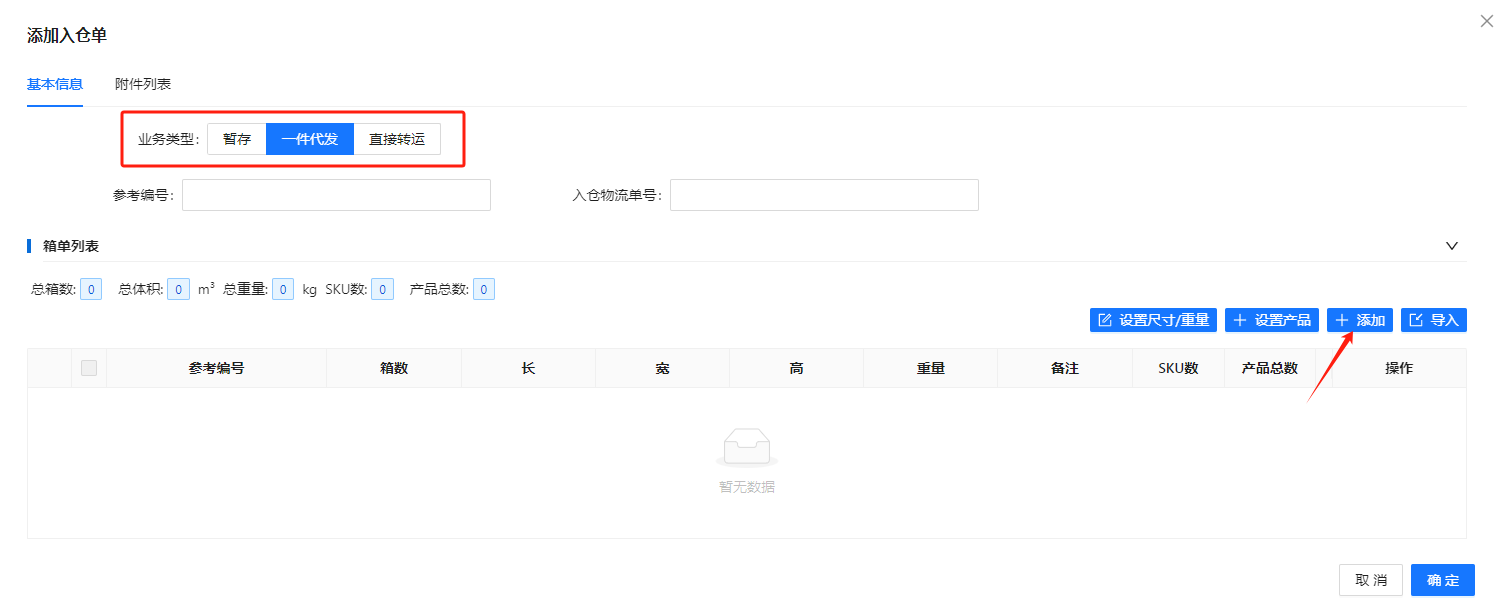 添加入仓单
基本信息 附件列表
业务类型: 暂存 一件代发 直接转运
参考编号: 入仓物流单号:
箱单列表
总箱数: 0 总体积: 0 m³ 总重量: 0 kg SKU数: 0 产品总数: 0
设置尺寸/重量 设置产品 添加 导入
参考编号 箱数 长 宽 高 重量 备注 SKU数 产品总数 操作
暂无数据
取 消 确 定